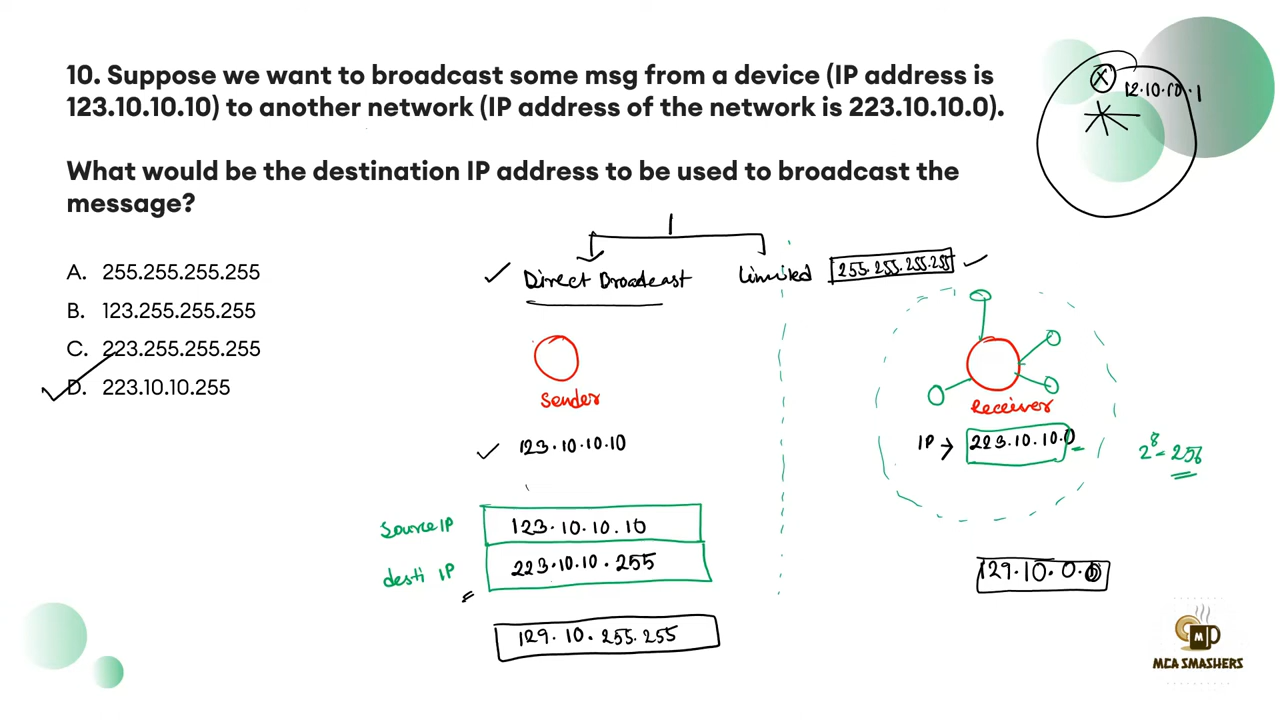 10. Suppose we want to broadcast some msg from a device (IP address is
123.10.10.10) to another network (IP address of the network is 223.10.10.0).
What would be the destination IP address to be used to broadcast the
message?
A. 255.255.255.255
B. 123.255.255.255
C. 223.255.255.255
D. 223.10.10.255
X
12.10.10.1
Direct Broadcast
Limited
255.255.255.255
Sender
123.10.10.10
Receiver
IP → 223.10.10.0
2⁸ = 256
Source IP 123.10.10.10
desti IP 223.10.10.255
129.10.255.255
129.10.0.0
M
MCA SMASHERS